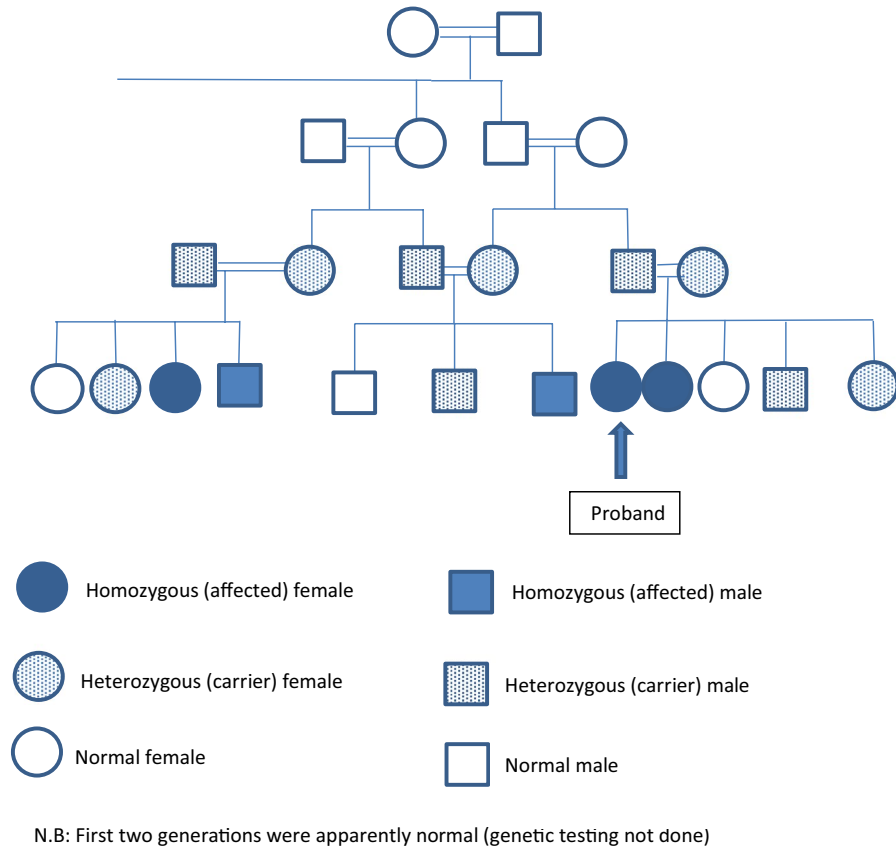 Proband
Homozygous (affected) female
Homozygous (affected) male
Heterozygous (carrier) female
Heterozygous (carrier) male
Normal female
Normal male
N.B: First two generations were apparently normal (genetic testing not done)